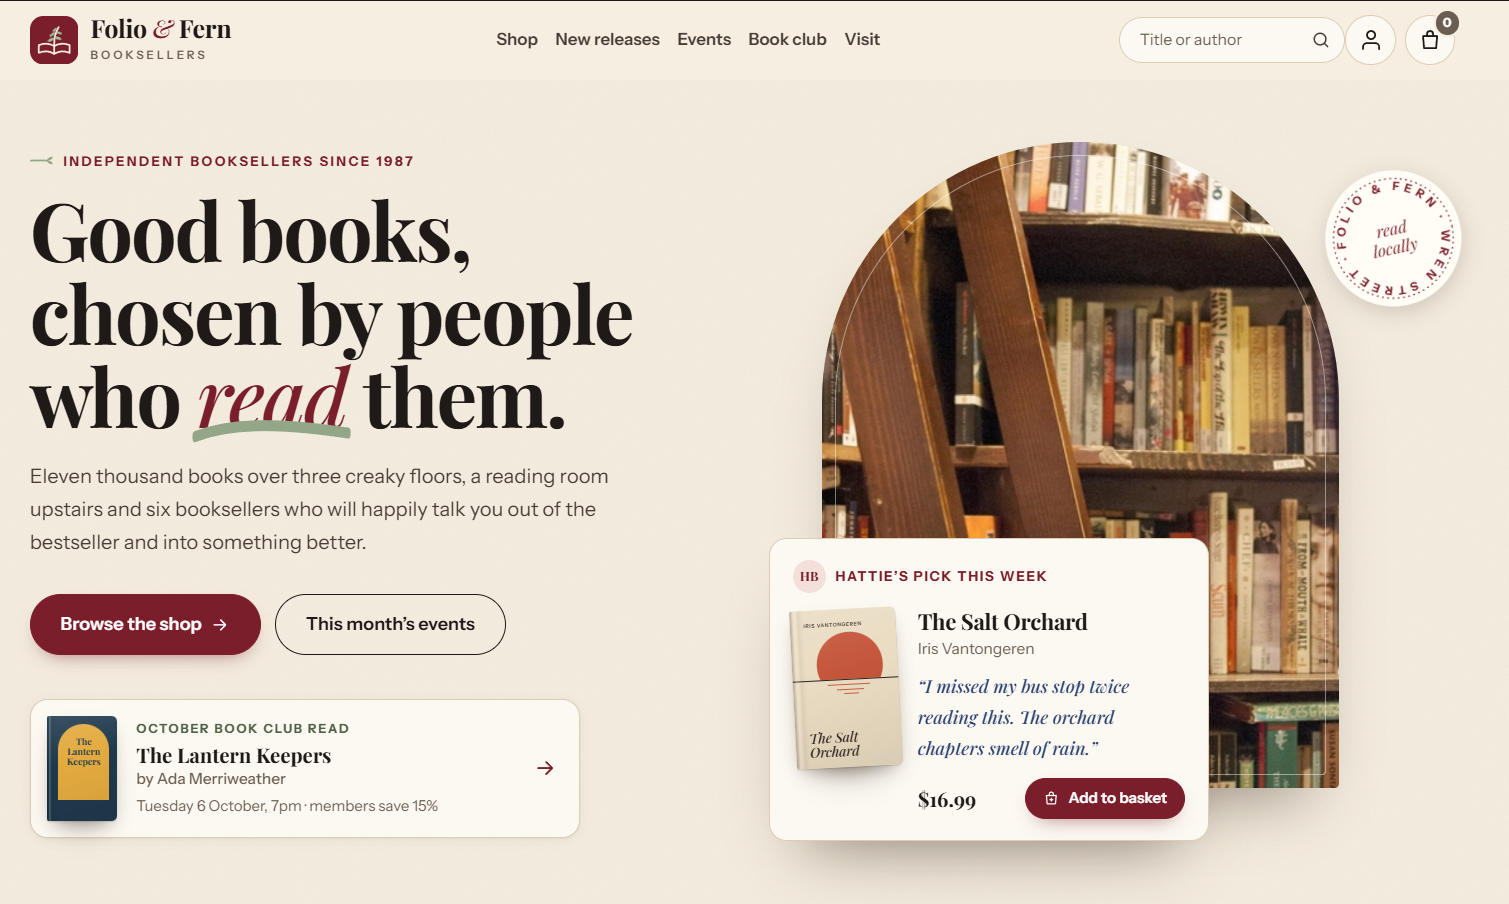 Folio & Fern
BOOKSELLERS
Shop
New releases
Events
Book club
Visit
Title or author
0
INDEPENDENT BOOKSELLERS SINCE 1987
Good books,
chosen by people
who read them.
Eleven thousand books over three creaky floors, a reading room
upstairs and six booksellers who will happily talk you out of the
bestseller and into something better.
Browse the shop
This month’s events
The
Lantern
Keepers
OCTOBER BOOK CLUB READ
The Lantern Keepers
by Ada Merriweather
Tuesday 6 October, 7pm · members save 15%
FOLIO & FERN · WREN STREET ·
read
locally
HB
HATTIE’S PICK THIS WEEK
IRIS VANTONGEREN
The Salt
Orchard
The Salt Orchard
Iris Vantongeren
“I missed my bus stop twice
reading this. The orchard
chapters smell of rain.”
$16.99
Add to basket